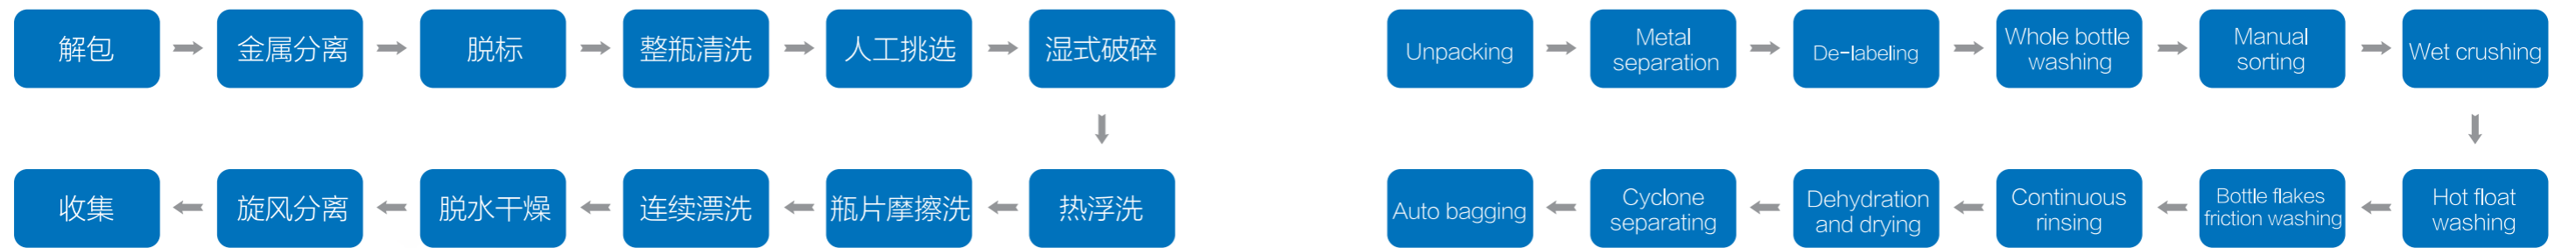 解包
金属分离
脱标
整瓶清洗
人工挑选
湿式破碎
热浮洗
瓶片摩擦洗
连续漂洗
脱水干燥
旋风分离
收集
Unpacking
Metal
separation
De-labeling
Whole bottle
washing
Manual
sorting
Wet crushing
Hot float
washing
Bottle flakes
friction washing
Continuous
rinsing
Dehydration
and drying
Cyclone
separating
Auto bagging